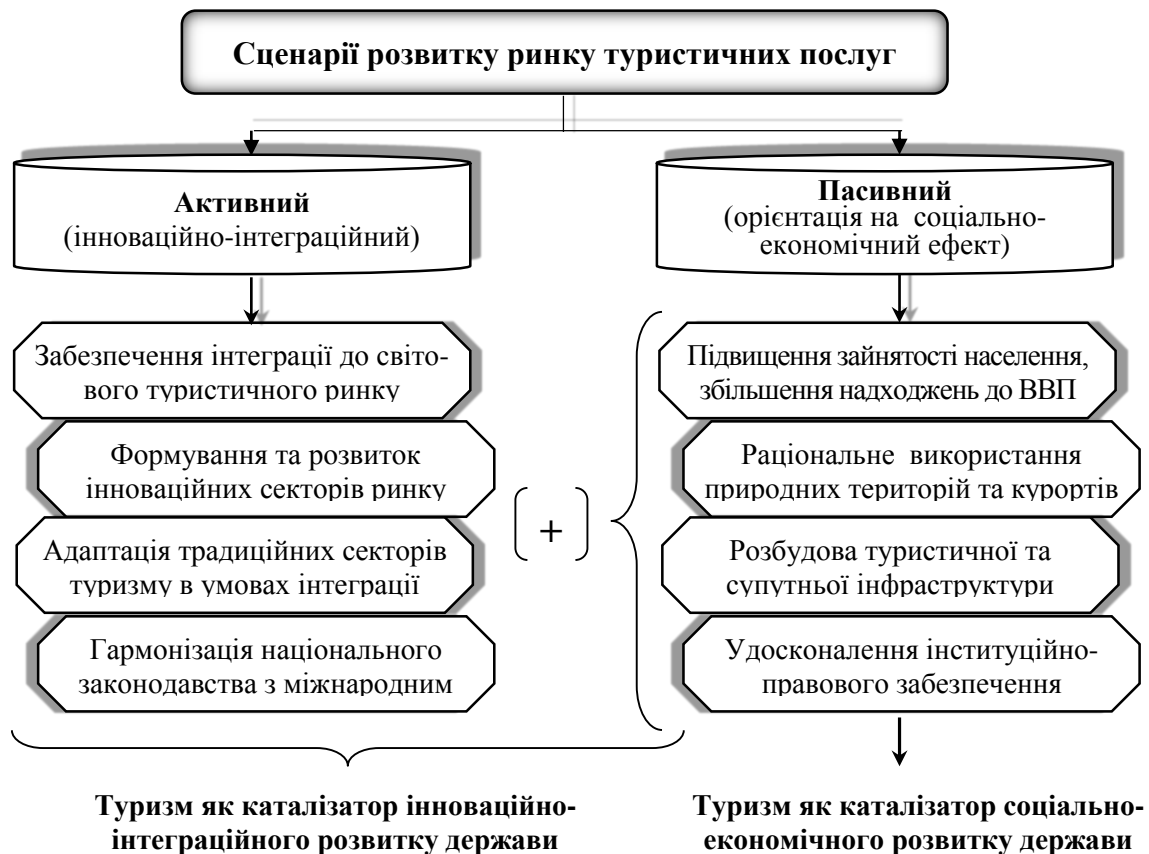 Сценарії розвитку ринку туристичних послуг
Активний
(інноваційно-інтеграційний)
Пасивний
(орієнтація на соціально-
економічний ефект)
Забезпечення інтеграції до світо-
вого туристичного ринку
Формування та розвиток
інноваційних секторів ринку
Адаптація традиційних секторів
туризму в умовах інтеграції
Гармонізація національного
законодавства з міжнародним
+
Підвищення зайнятості населення,
збільшення надходжень до ВВП
Раціональне використання
природних територій та курортів
Розбудова туристичної та
супутньої інфраструктури
Удосконалення інституційно-
правового забезпечення
Туризм як каталізатор інноваційно-
інтеграційного розвитку держави
Туризм як каталізатор соціально-
економічного розвитку держави